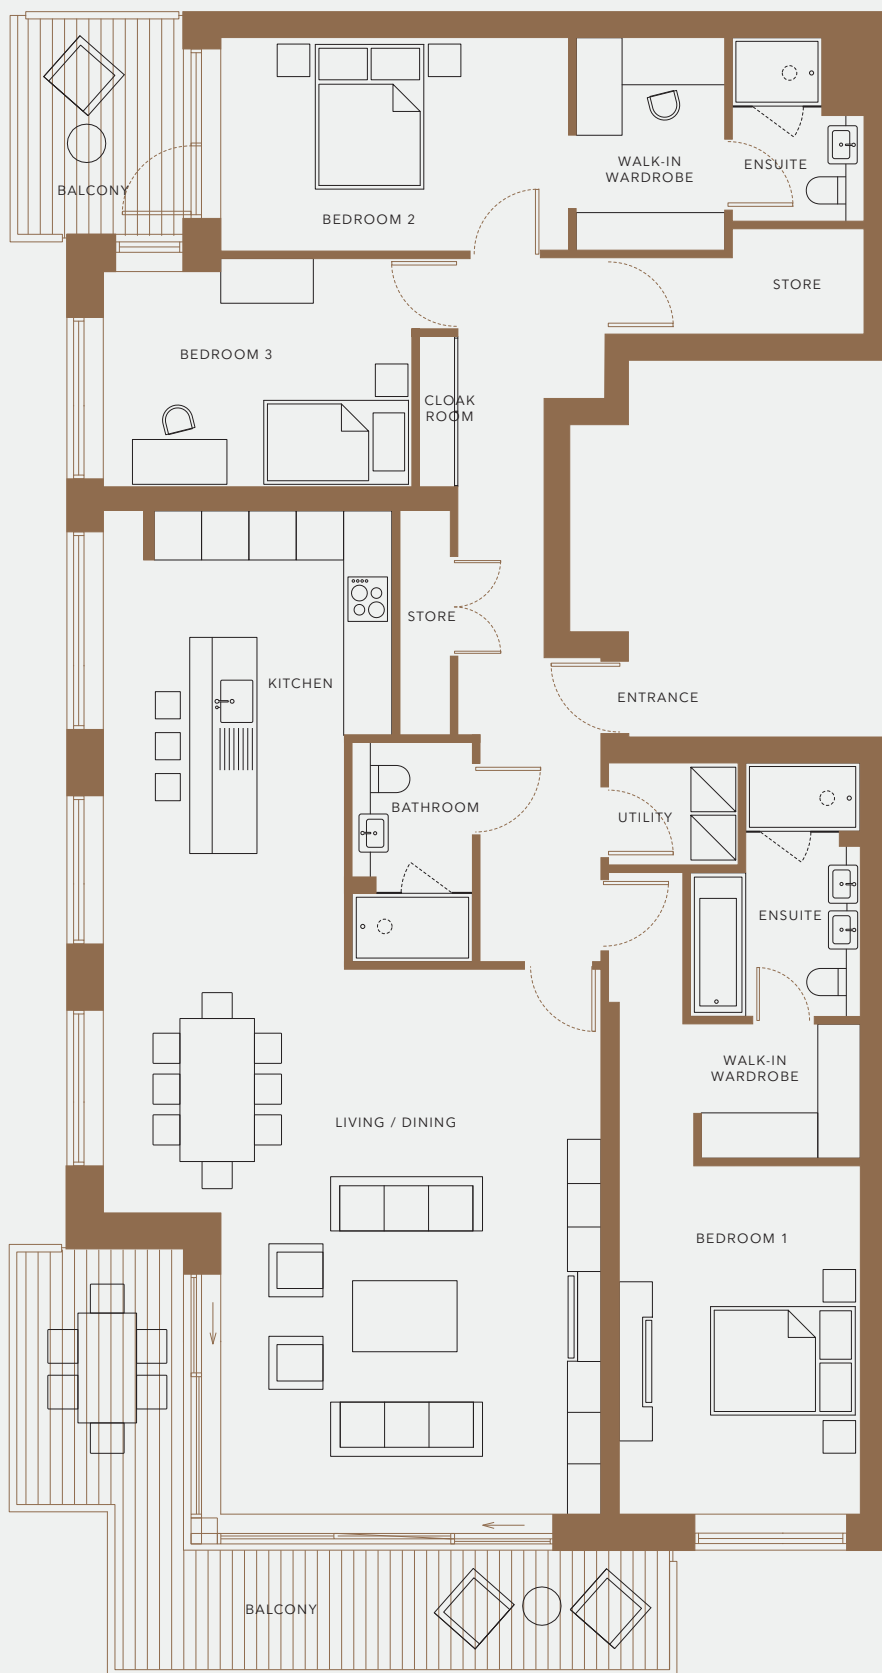 WALK-IN
WARDROBE
ENSUITE
BALCONY
BEDROOM 2
STORE
BEDROOM 3
CLOAK
ROOM
STORE
KITCHEN
ENTRANCE
BATHROOM
UTILITY
ENSUITE
WALK-IN
WARDROBE
LIVING / DINING
BEDROOM 1
BALCONY